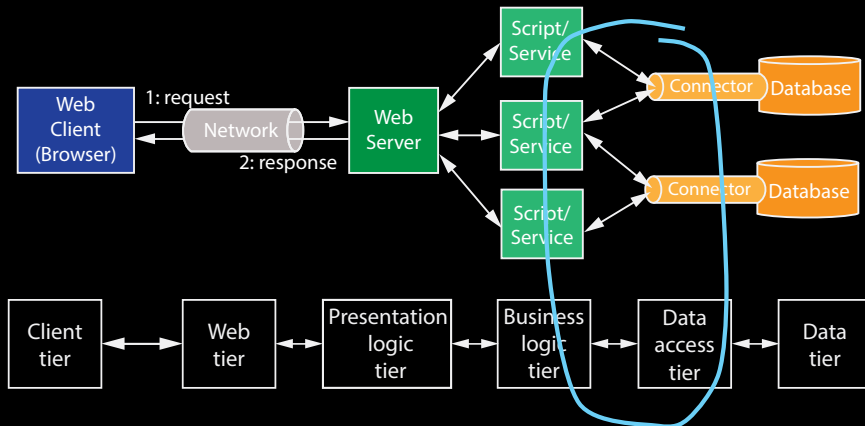 Script/
Service
Web
Client
(Browser)
1: request
Network
2: response
Web
Server
Script/
Service
Script/
Service
Connector
Database
Connector
Database
Client
tier
Web
tier
Presentation
logic
tier
Business
logic
tier
Data
access
tier
Data
tier